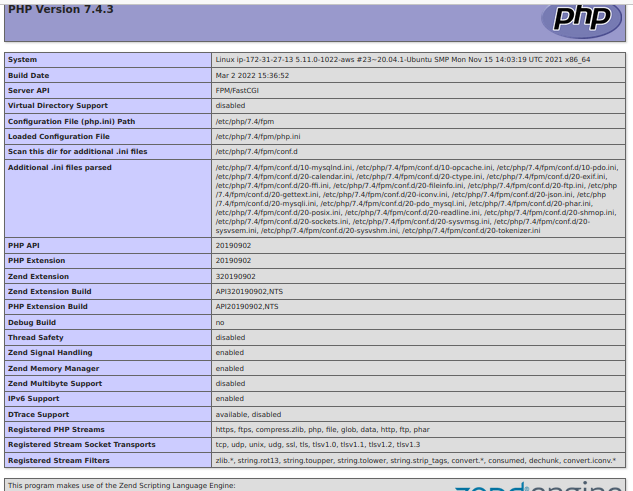 PHP Version 7.4.3
php
System Linux ip-172-31-27-13 5.11.0-1022-aws #23~20.04.1-Ubuntu SMP Mon Nov 15 14:03:19 UTC 2021 x86_64
Build Date Mar 2 2022 15:36:52
Server API FPM/FastCGI
Virtual Directory Support disabled
Configuration File (php.ini) Path /etc/php/7.4/fpm
Loaded Configuration File /etc/php/7.4/fpm/php.ini
Scan this dir for additional .ini files /etc/php/7.4/fpm/conf.d
Additional .ini files parsed /etc/php/7.4/fpm/conf.d/10-mysqlnd.ini, /etc/php/7.4/fpm/conf.d/10-opcache.ini, /etc/php/7.4/fpm/conf.d/10-pdo.ini,
/etc/php/7.4/fpm/conf.d/20-calendar.ini, /etc/php/7.4/fpm/conf.d/20-ctype.ini, /etc/php/7.4/fpm/conf.d/20-exif.ini,
/etc/php/7.4/fpm/conf.d/20-ffi.ini, /etc/php/7.4/fpm/conf.d/20-fileinfo.ini, /etc/php/7.4/fpm/conf.d/20-ftp.ini, /etc/php
/7.4/fpm/conf.d/20-gettext.ini, /etc/php/7.4/fpm/conf.d/20-iconv.ini, /etc/php/7.4/fpm/conf.d/20-json.ini, /etc/php
/7.4/fpm/conf.d/20-mysqli.ini, /etc/php/7.4/fpm/conf.d/20-pdo_mysql.ini, /etc/php/7.4/fpm/conf.d/20-phar.ini,
/etc/php/7.4/fpm/conf.d/20-posix.ini, /etc/php/7.4/fpm/conf.d/20-readline.ini, /etc/php/7.4/fpm/conf.d/20-shmop.ini,
/etc/php/7.4/fpm/conf.d/20-sockets.ini, /etc/php/7.4/fpm/conf.d/20-sysvmsg.ini, /etc/php/7.4/fpm/conf.d/20-
sysvsem.ini, /etc/php/7.4/fpm/conf.d/20-sysvshm.ini, /etc/php/7.4/fpm/conf.d/20-tokenizer.ini
PHP API 20190902
PHP Extension 20190902
Zend Extension 320190902
Zend Extension Build API320190902,NTS
PHP Extension Build API20190902,NTS
Debug Build no
Thread Safety disabled
Zend Signal Handling enabled
Zend Memory Manager enabled
Zend Multibyte Support disabled
IPv6 Support enabled
DTrace Support available, disabled
Registered PHP Streams https, ftps, compress.zlib, php, file, glob, data, http, ftp, phar
Registered Stream Socket Transports tcp, udp, unix, udg, ssl, tls, tlsv1.0, tlsv1.1, tlsv1.2, tlsv1.3
Registered Stream Filters zlib.*, string.rot13, string.toupper, string.tolower, string.strip_tags, convert.*, consumed, dechunk, convert.iconv.*
This program makes use of the Zend Scripting Language Engine:
zend engine